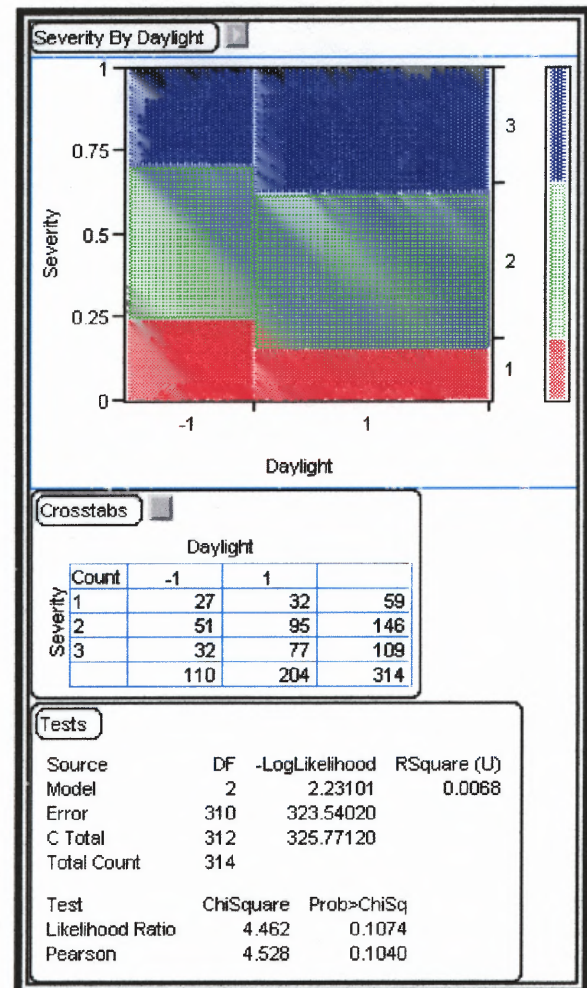 Severity By Daylight
1
0.75
0.5
0.25
0
Severity
3
2
1
-1 1
Daylight
Crosstabs
Daylight
Severity
Count -1 1
1 27 32 59
2 51 95 146
3 32 77 109
110 204 314
Tests
Source DF -LogLikelihood RSquare (U)
Model 2 2.23101 0.0068
Error 310 323.54020
C Total 312 325.77120
Total Count 314
Test ChiSquare Prob>ChiSq
Likelihood Ratio 4.462 0.1074
Pearson 4.528 0.1040